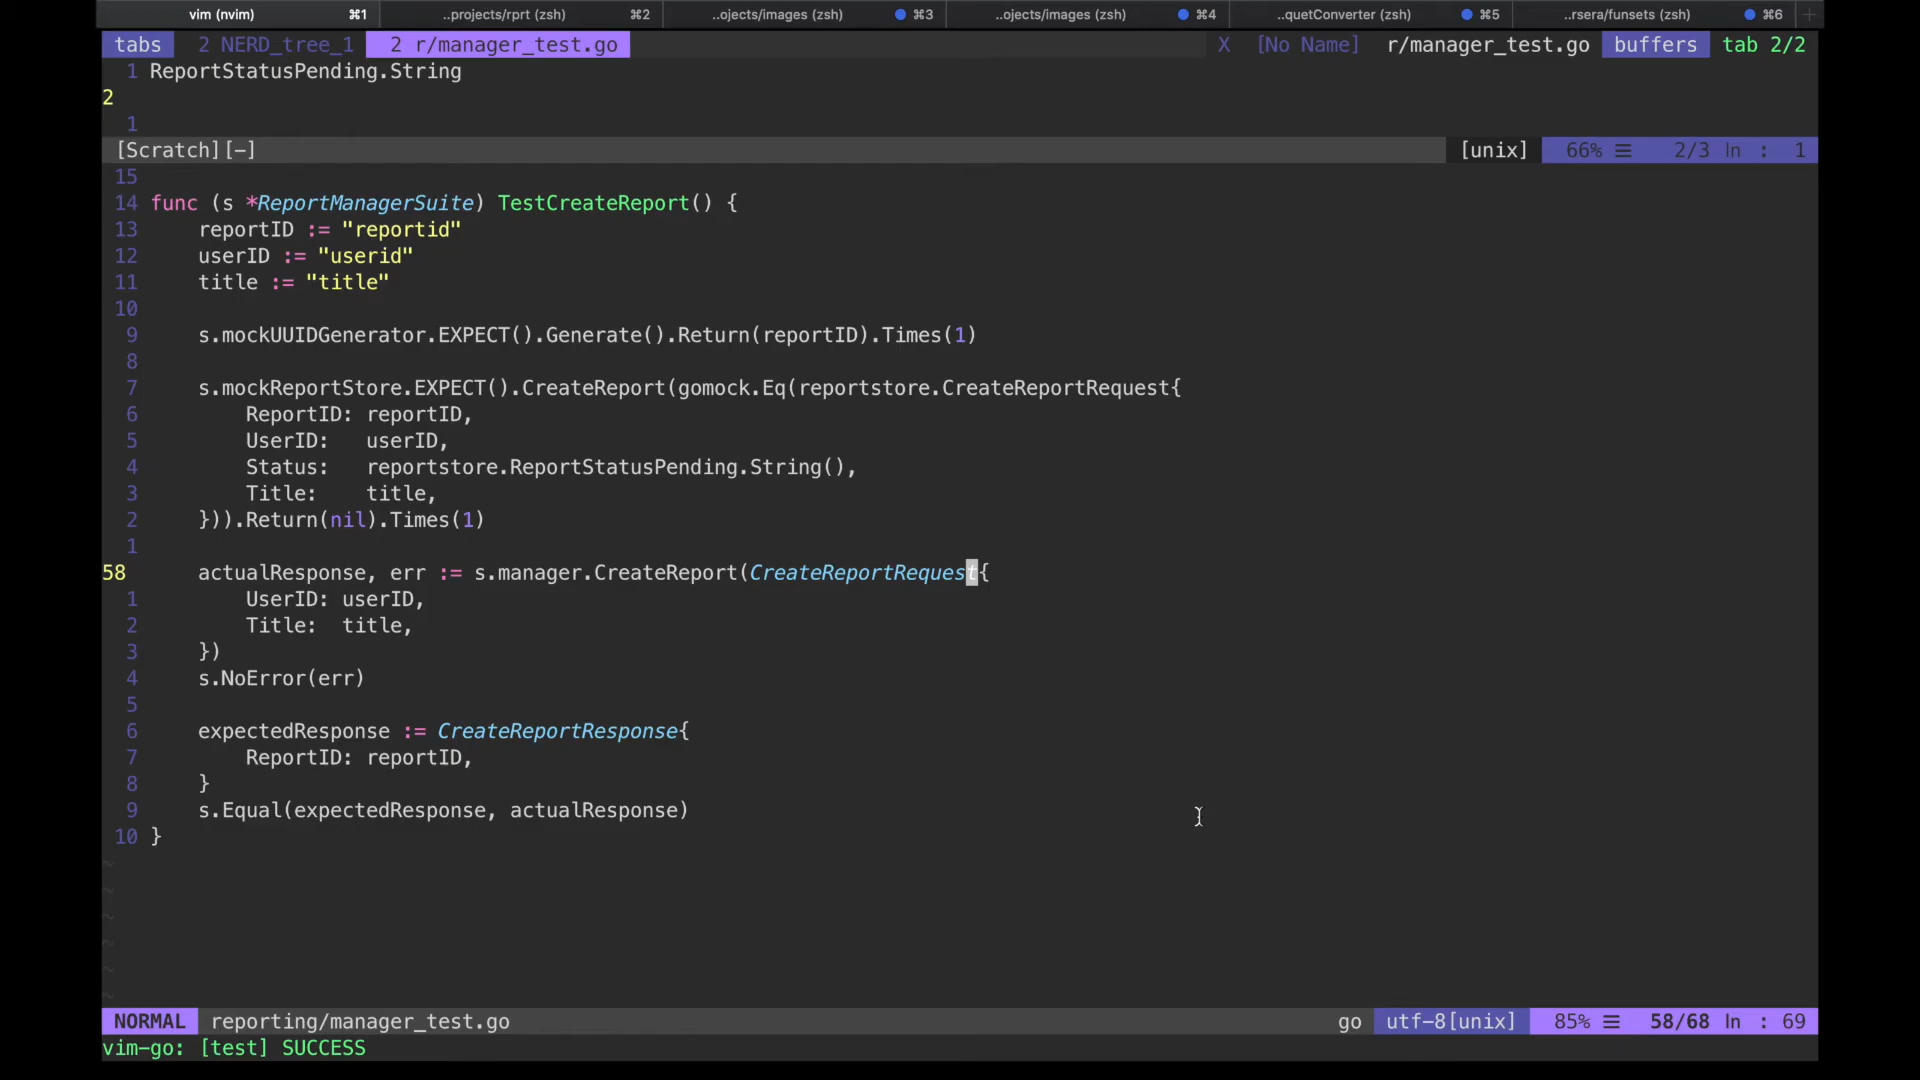 vim (nvim) ⌘1 ..projects/rprt (zsh) ⌘2 ..ojects/images (zsh) ⌘3 ..ojects/images (zsh) ⌘4 ..quetConverter (zsh) ⌘5 ..rsera/funsets (zsh) ⌘6
tabs 2 NERD_tree_1 2 r/manager_test.go X [No Name] r/manager_test.go buffers tab 2/2
1 ReportStatusPending.String
2
1
[Scratch][-] [unix] 66% ☰ 2/3 ln : 1
15
14 func (s *ReportManagerSuite) TestCreateReport() {
13 reportID := "reportid"
12 userID := "userid"
11 title := "title"
10
9 s.mockUUIDGenerator.EXPECT().Generate().Return(reportID).Times(1)
8
7 s.mockReportStore.EXPECT().CreateReport(gomock.Eq(reportstore.CreateReportRequest{
6 ReportID: reportID,
5 UserID: userID,
4 Status: reportstore.ReportStatusPending.String(),
3 Title: title,
2 })).Return(nil).Times(1)
1
58 actualResponse, err := s.manager.CreateReport(CreateReportRequest{
1 UserID: userID,
2 Title: title,
3 })
4 s.NoError(err)
5
6 expectedResponse := CreateReportResponse{
7 ReportID: reportID,
8 }
9 s.Equal(expectedResponse, actualResponse)
10 }
~
~
~
~
~
~
NORMAL reporting/manager_test.go go utf-8[unix] 85% ☰ 58/68 ln : 69
vim-go: [test] SUCCESS